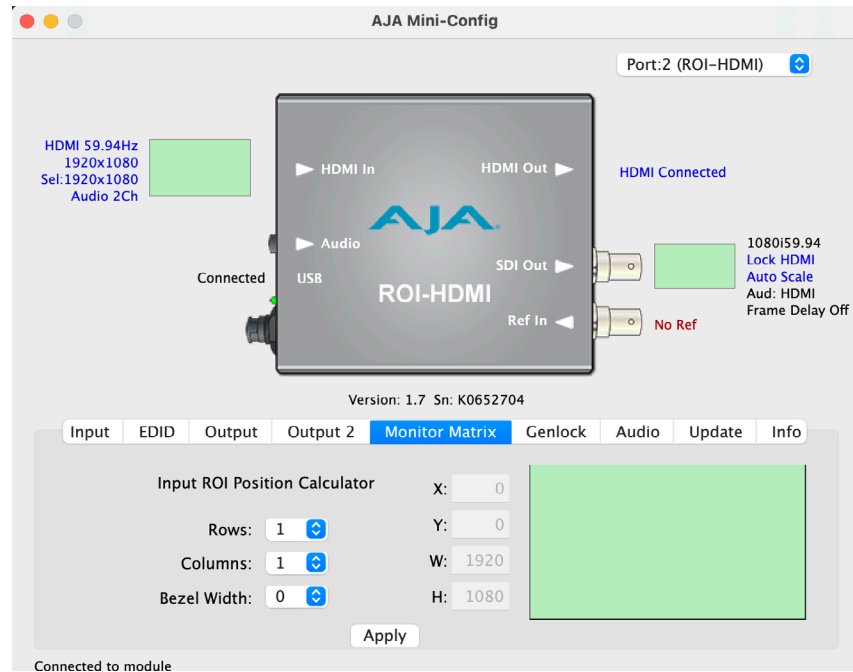 AJA Mini-Config
Port:2 (ROI-HDMI)
HDMI 59.94Hz
1920x1080
Sel:1920x1080
Audio 2Ch
HDMI In
HDMI Out
HDMI Connected
AJA
Audio
Connected
USB
SDI Out
ROI-HDMI
Ref In
1080i59.94
Lock HDMI
Auto Scale
Aud: HDMI
Frame Delay Off
No Ref
Version: 1.7 Sn: K0652704
Input EDID Output Output 2 Monitor Matrix Genlock Audio Update Info
Input ROI Position Calculator
X: 0
Rows: 1
Y: 0
Columns: 1
W: 1920
Bezel Width: 0
H: 1080
Apply
Connected to module